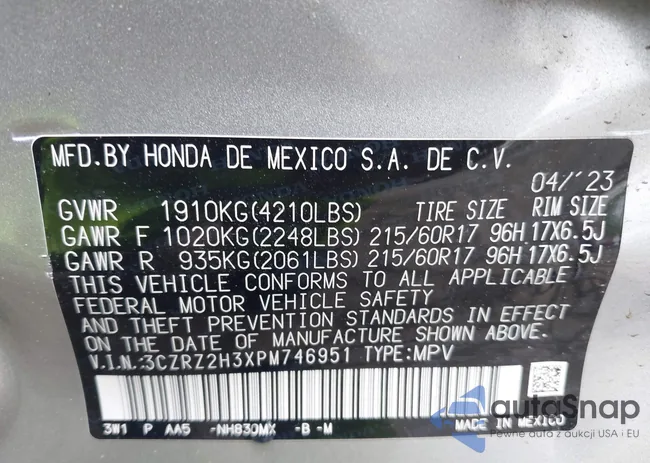 MFD.BY HONDA DE MEXICO S.A. DE C.V.
04/'23
GVWR 1910KG(4210LBS) TIRE SIZE RIM SIZE
GAWR F 1020KG(2248LBS) 215/60R17 96H 17X6.5J
GAWR R 935KG(2061LBS) 215/60R17 96H 17X6.5J
THIS VEHICLE CONFORMS TO ALL APPLICABLE
FEDERAL MOTOR VEHICLE SAFETY
AND THEFT PREVENTION STANDARDS IN EFFECT
ON THE DATE OF MANUFACTURE SHOWN ABOVE.
V.I.N.:3CZRZ2H3XPM746951 TYPE:MPV
3W1 P AA5 -NH830MX -B -M
MADE IN MEXICO
autoSnap
Pewne auta z aukcji USA i EU